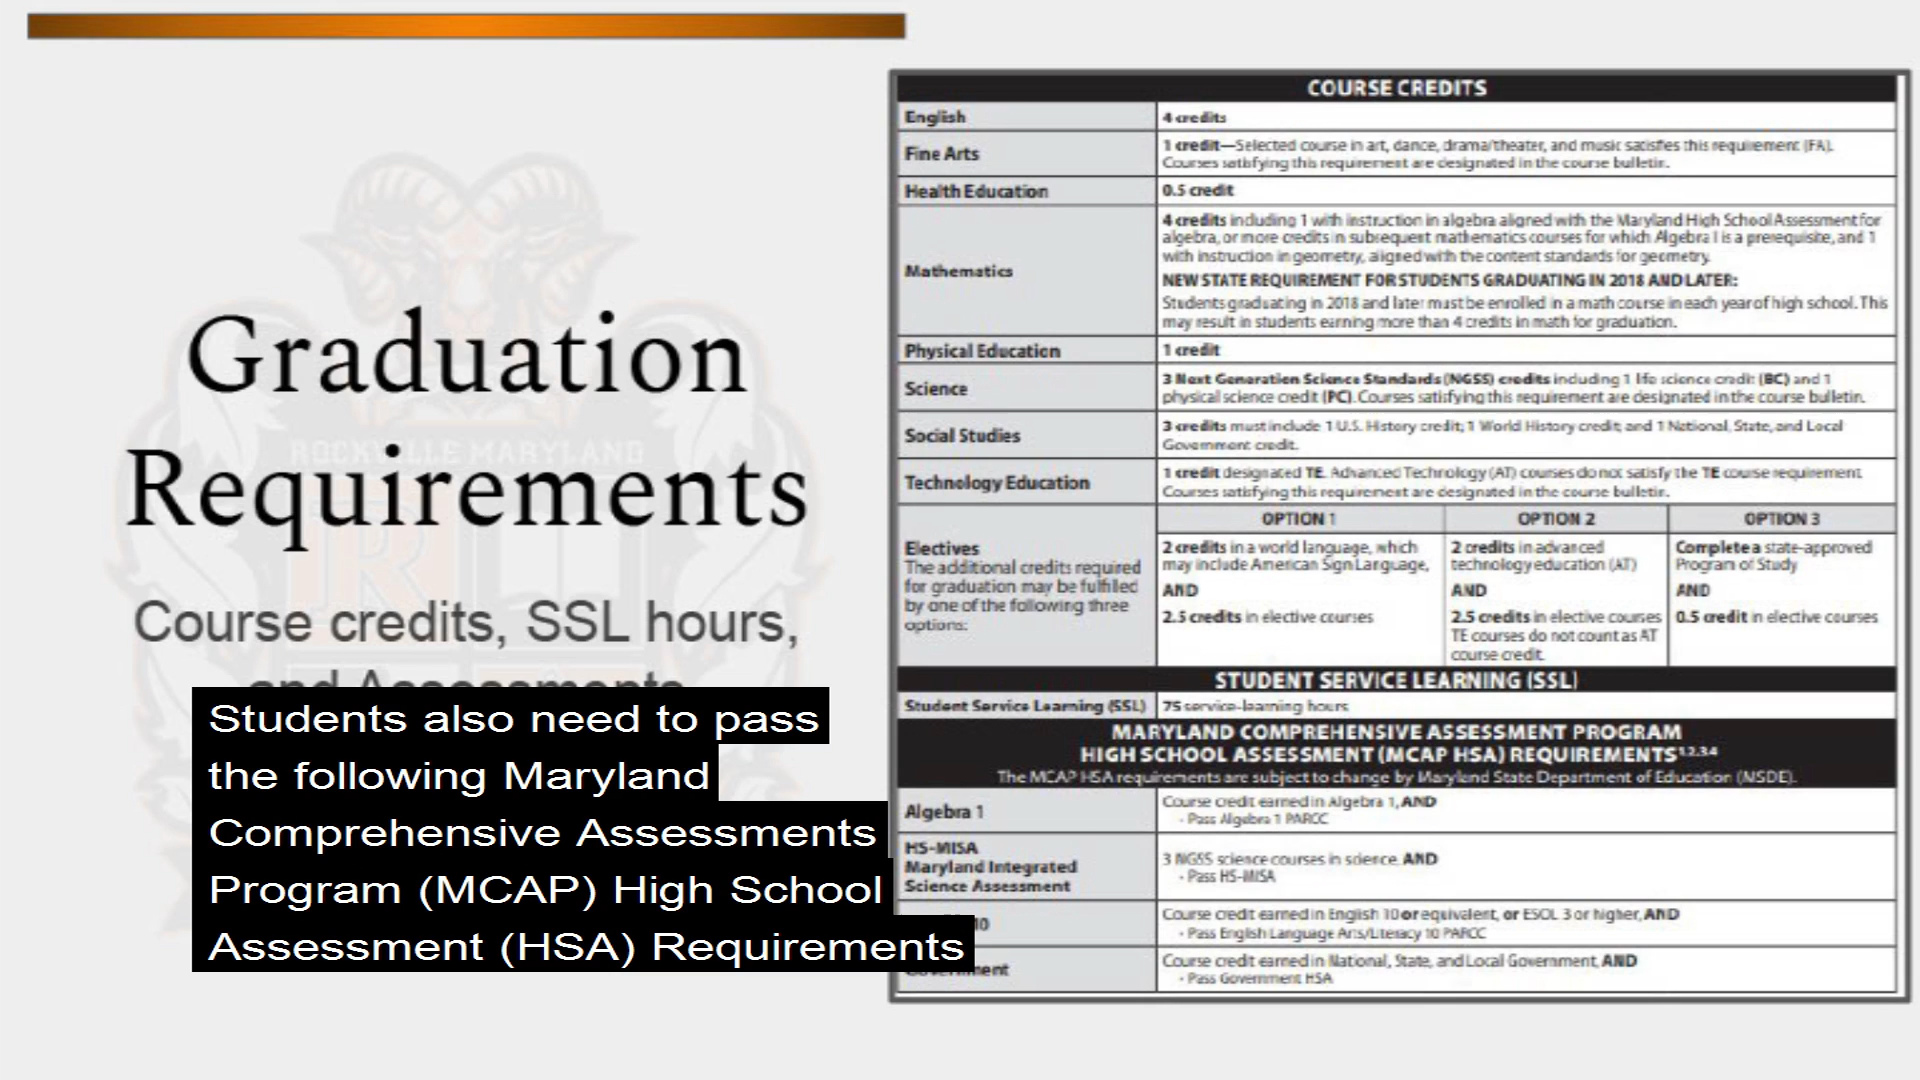 Graduation
Requirements
Course credits, SSL hours,
and Assessments
Students also need to pass
the following Maryland
Comprehensive Assessments
Program (MCAP) High School
Assessment (HSA) Requirements
ROCKVILLE MARYLAND
R
COURSE CREDITS
English
4 credits
Fine Arts
1 credit—Selected course in art, dance, drama/theater, and music satisfies this requirement (FA).
Courses satisfying this requirement are designated in the course bulletin.
Health Education
0.5 credit
Mathematics
4 credits including 1 with instruction in algebra aligned with the Maryland High School Assessment for
algebra, or more credits in subsequent mathematics courses for which Algebra I is a prerequisite, and 1
with instruction in geometry, aligned with the content standards for geometry.
NEW STATE REQUIREMENT FOR STUDENTS GRADUATING IN 2018 AND LATER:
Students graduating in 2018 and later must be enrolled in a math course in each year of high school. This
may result in students earning more than 4 credits in math for graduation.
Physical Education
1 credit
Science
3 Next Generation Science Standards (NGSS) credits including 1 life science credit (BC) and 1
physical science credit (PC). Courses satisfying this requirement are designated in the course bulletin.
Social Studies
3 credits must include 1 U.S. History credit; 1 World History credit; and 1 National, State, and Local
Government credit.
Technology Education
1 credit designated TE. Advanced Technology (AT) courses do not satisfy the TE course requirement.
Courses satisfying this requirement are designated in the course bulletin.
Electives
The additional credits required
for graduation may be fulfilled
by one of the following three
options:
OPTION 1
2 credits in a world language, which
may include American Sign Language,
AND
2.5 credits in elective courses
OPTION 2
2 credits in advanced
technology education (AT)
AND
2.5 credits in elective courses
TE courses do not count as AT
course credit.
OPTION 3
Complete a state-approved
Program of Study
AND
0.5 credit in elective courses
STUDENT SERVICE LEARNING (SSL)
Student Service Learning (SSL)
75 service-learning hours
MARYLAND COMPREHENSIVE ASSESSMENT PROGRAM
HIGH SCHOOL ASSESSMENT (MCAP HSA) REQUIREMENTS1,2,3,4
The MCAP HSA requirements are subject to change by Maryland State Department of Education (MSDE).
Algebra 1
Course credit earned in Algebra 1, AND
- Pass Algebra 1 PARCC
HS-MISA
Maryland Integrated
Science Assessment
3 NGSS science courses in science AND
- Pass HS-MISA
10
Course credit earned in English 10 or equivalent, or ESOL 3 or higher, AND
- Pass English Language Arts/Literacy 10 PARCC
Government
Course credit earned in National, State, and Local Government, AND
- Pass Government HSA